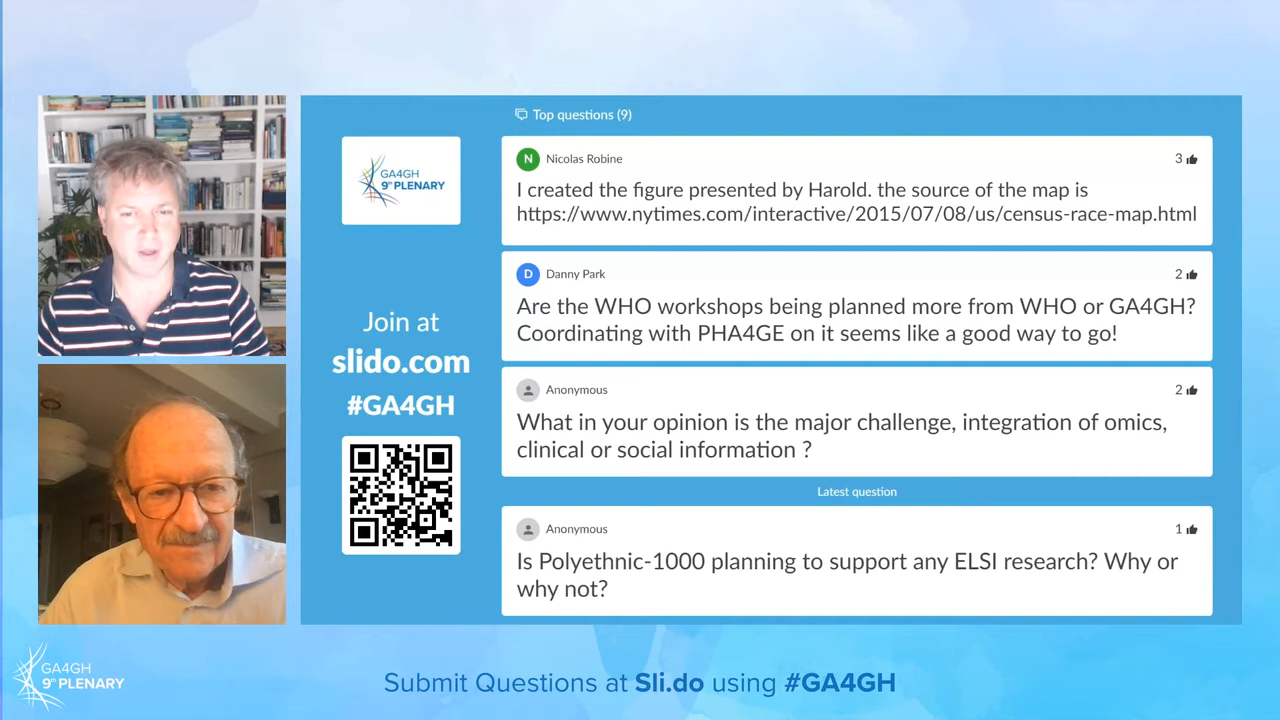 Top questions (9)
GA4GH
9th PLENARY
N
Nicolas Robine
3
I created the figure presented by Harold. the source of the map is
https://www.nytimes.com/interactive/2015/07/08/us/census-race-map.html
D
Danny Park
2
Are the WHO workshops being planned more from WHO or GA4GH?
Coordinating with PHA4GE on it seems like a good way to go!
Join at
slido.com
#GA4GH
Anonymous
2
What in your opinion is the major challenge, integration of omics,
clinical or social information ?
Latest question
Anonymous
1
Is Polyethnic-1000 planning to support any ELSI research? Why or
why not?
GA4GH
9th PLENARY
Submit Questions at Sli.do using #GA4GH